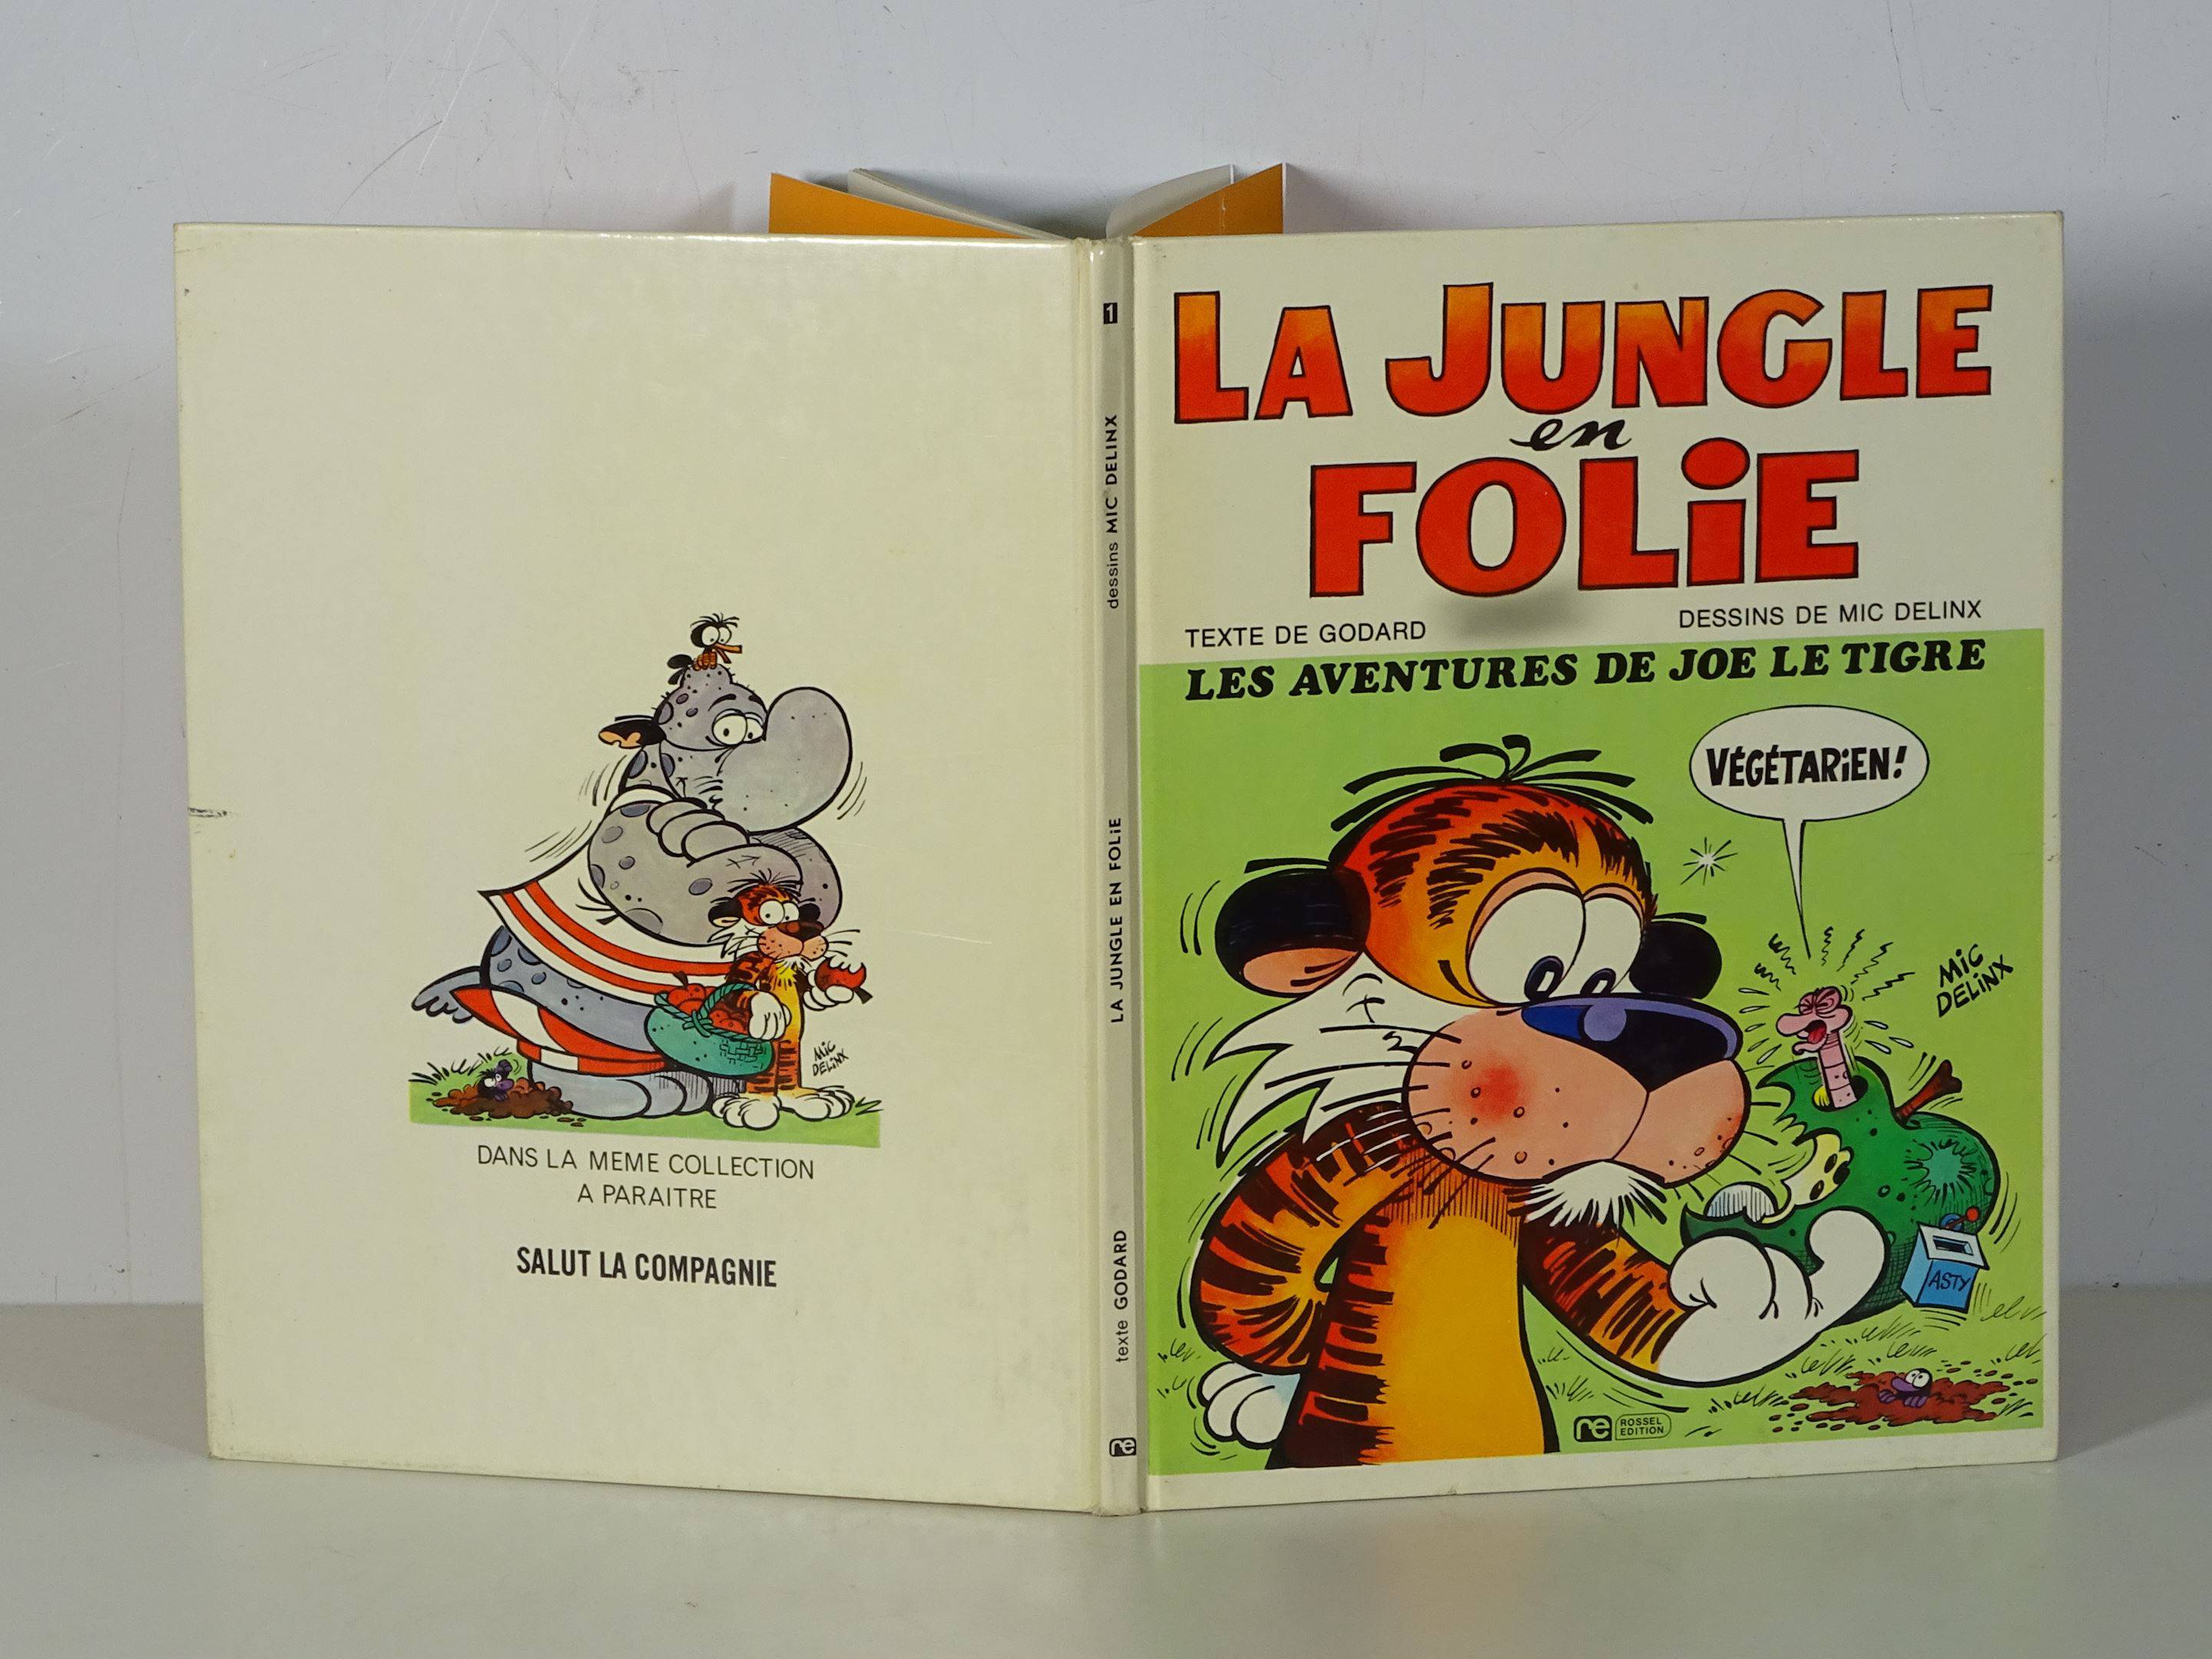 DANS LA MEME COLLECTION
A PARAITRE
SALUT LA COMPAGNIE
MiC
DELiNX
1
dessins MIC DELINX
LA JUNGLE EN FOLiE
texte GODARD
re
LA JUNGLE
en
FOLiE
TEXTE DE GODARD
DESSINS DE MIC DELINX
LES AVENTURES DE JOE LE TIGRE
VÉGÉTARiEN!
MiC
DELiNX
ASTY
re ROSSEL
EDITION